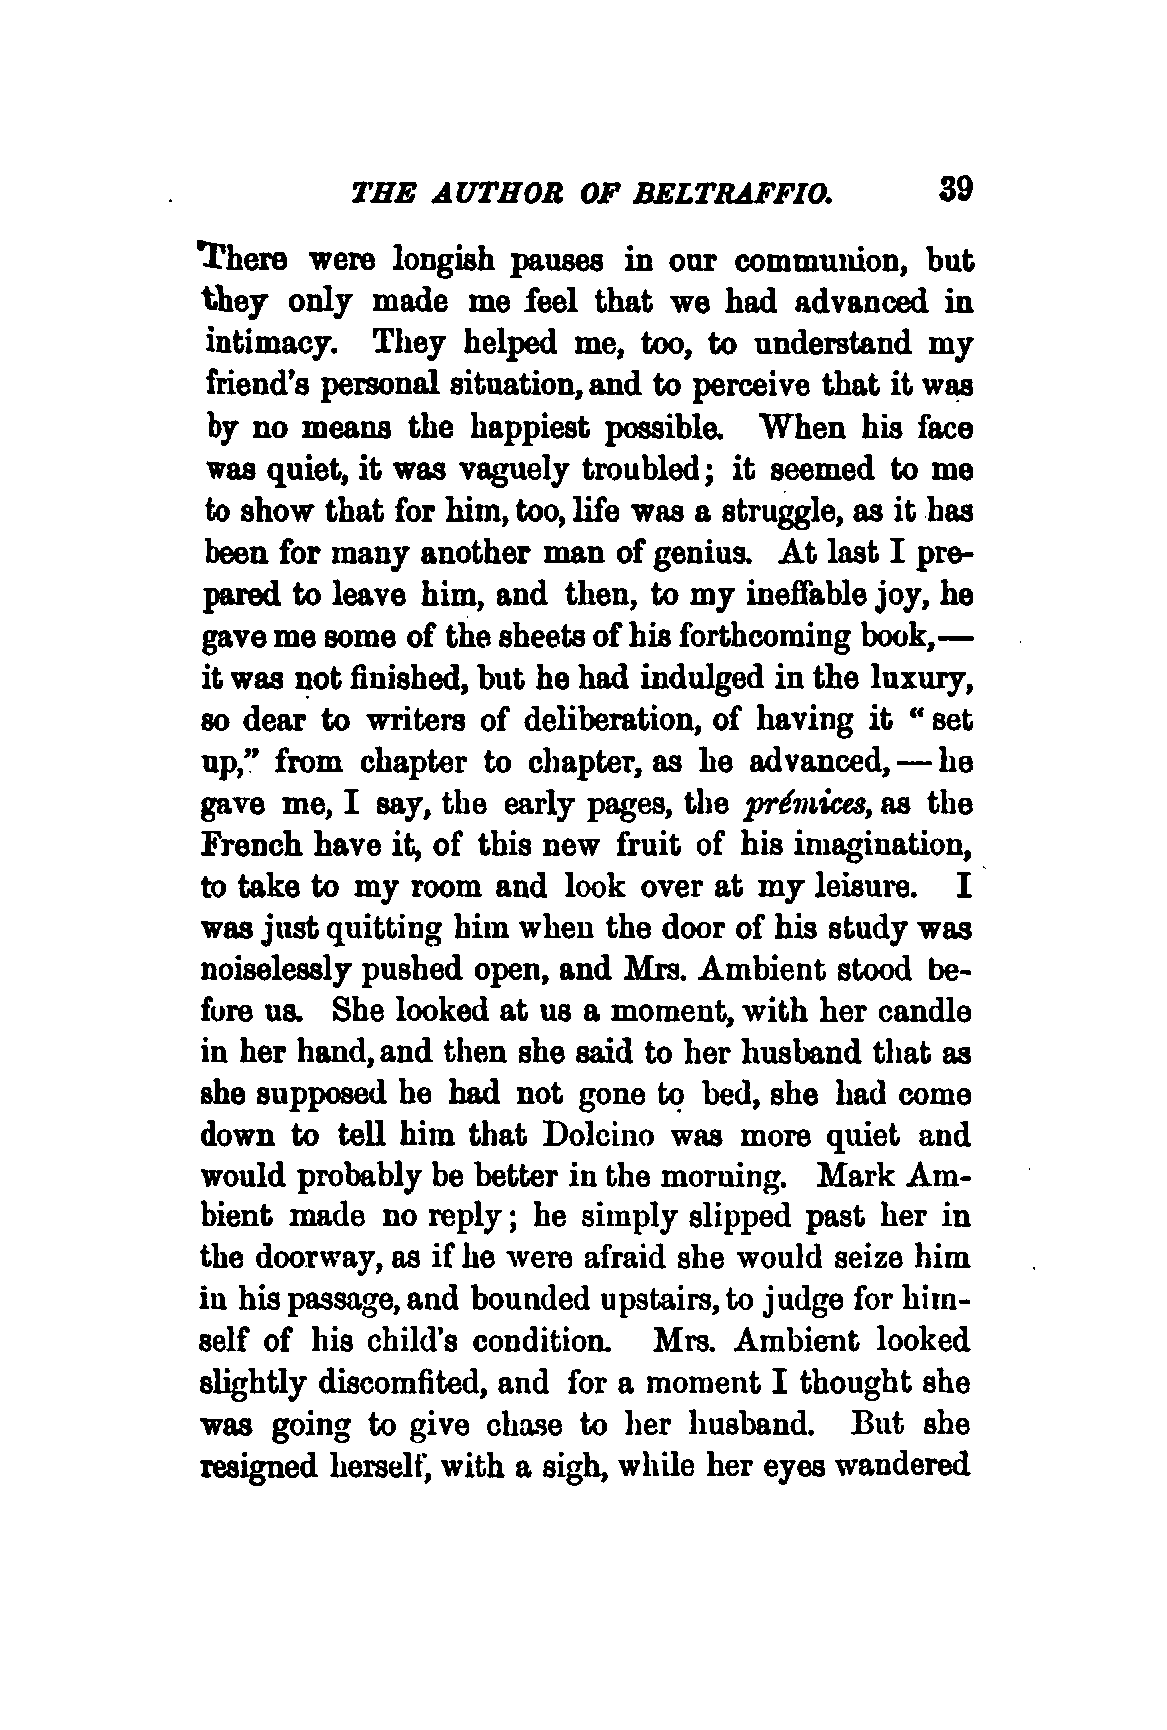 THE AUTHOR OF BELTRAFFIO. 39
There were longish pauses in our communion, but
they only made me feel that we had advanced in
intimacy. They helped me, too, to understand my
friend's personal situation, and to perceive that it was
by no means the happiest possible. When his face
was quiet, it was vaguely troubled; it seemed to me
to show that for him, too, life was a struggle, as it has
been for many another man of genius. At last I pre-
pared to leave him, and then, to my ineffable joy, he
gave me some of the sheets of his forthcoming book,—
it was not finished, but he had indulged in the luxury,
so dear to writers of deliberation, of having it “set
up,” from chapter to chapter, as he advanced,—he
gave me, I say, the early pages, the prémices, as the
French have it, of this new fruit of his imagination,
to take to my room and look over at my leisure. I
was just quitting him when the door of his study was
noiselessly pushed open, and Mrs. Ambient stood be-
fore us. She looked at us a moment, with her candle
in her hand, and then she said to her husband that as
she supposed he had not gone to bed, she had come
down to tell him that Dolcino was more quiet and
would probably be better in the morning. Mark Am-
bient made no reply; he simply slipped past her in
the doorway, as if he were afraid she would seize him
in his passage, and bounded upstairs, to judge for him-
self of his child's condition. Mrs. Ambient looked
slightly discomfited, and for a moment I thought she
was going to give chase to her husband. But she
resigned herself, with a sigh, while her eyes wandered